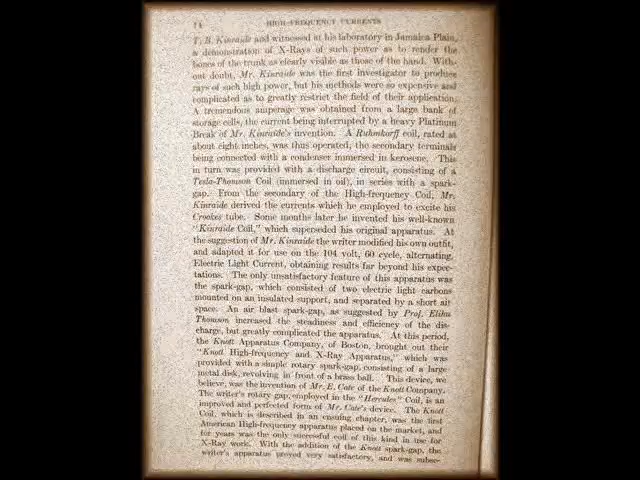 14 HIGH-FREQUENCY CURRENTS
T. B. Kinraide and witnessed at his laboratory in Jamaica Plain,
a demonstration of X-Rays of such power as to render the
bones of the trunk as clearly visible as those of the hand. With-
out doubt, Mr. Kinraide was the first investigator to produce
rays of such high power, but his methods were so expensive and
complicated as to greatly restrict the field of their application.
A tremendous amperage was obtained from a large bank of
storage cells, the current being interrupted by a heavy Platinum
Break of Mr. Kinraide's invention. A Ruhmkorff coil, rated at
about eight inches, was thus operated, the secondary terminals
being connected with a condenser immersed in kerosene. This
in turn was provided with a discharge circuit, consisting of a
Tesla-Thomson Coil (immersed in oil), in series with a spark-
gap. From the secondary of the High-frequency Coil, Mr.
Kinraide derived the currents which he employed to excite his
Crookes tube. Some months later he invented his well-known
"Kinraide Coil," which superseded his original apparatus. At
the suggestion of Mr. Kinraide the writer modified his own outfit,
and adapted it for use on the 104 volt, 60 cycle, alternating,
Electric Light Current, obtaining results far beyond his expec-
tations. The only unsatisfactory feature of this apparatus was
the spark-gap, which consisted of two electric light carbons
mounted on an insulated support, and separated by a short air
space. An air blast spark-gap, as suggested by Prof. Elihu
Thomson increased the steadiness and efficiency of the dis-
charge, but greatly complicated the apparatus. At this period,
the Knott Apparatus Company, of Boston, brought out their
"Knott High-frequency and X-Ray Apparatus," which was
provided with a simple rotary spark-gap, consisting of a large
metal disk, revolving in front of a brass ball. This device, we
believe, was the invention of Mr. E. Cate of the Knott Company.
The writer's rotary gap, employed in the "Hercules" Coil, is an
improved and perfected form of Mr. Cate's device. The Knott
Coil, which is described in an ensuing chapter, was the first
American High-frequency apparatus placed on the market, and
for years was the only successful coil of this kind in use for
X-Ray work. With the addition of the Knott spark-gap, the
writer's apparatus proved very satisfactory, and was subse-